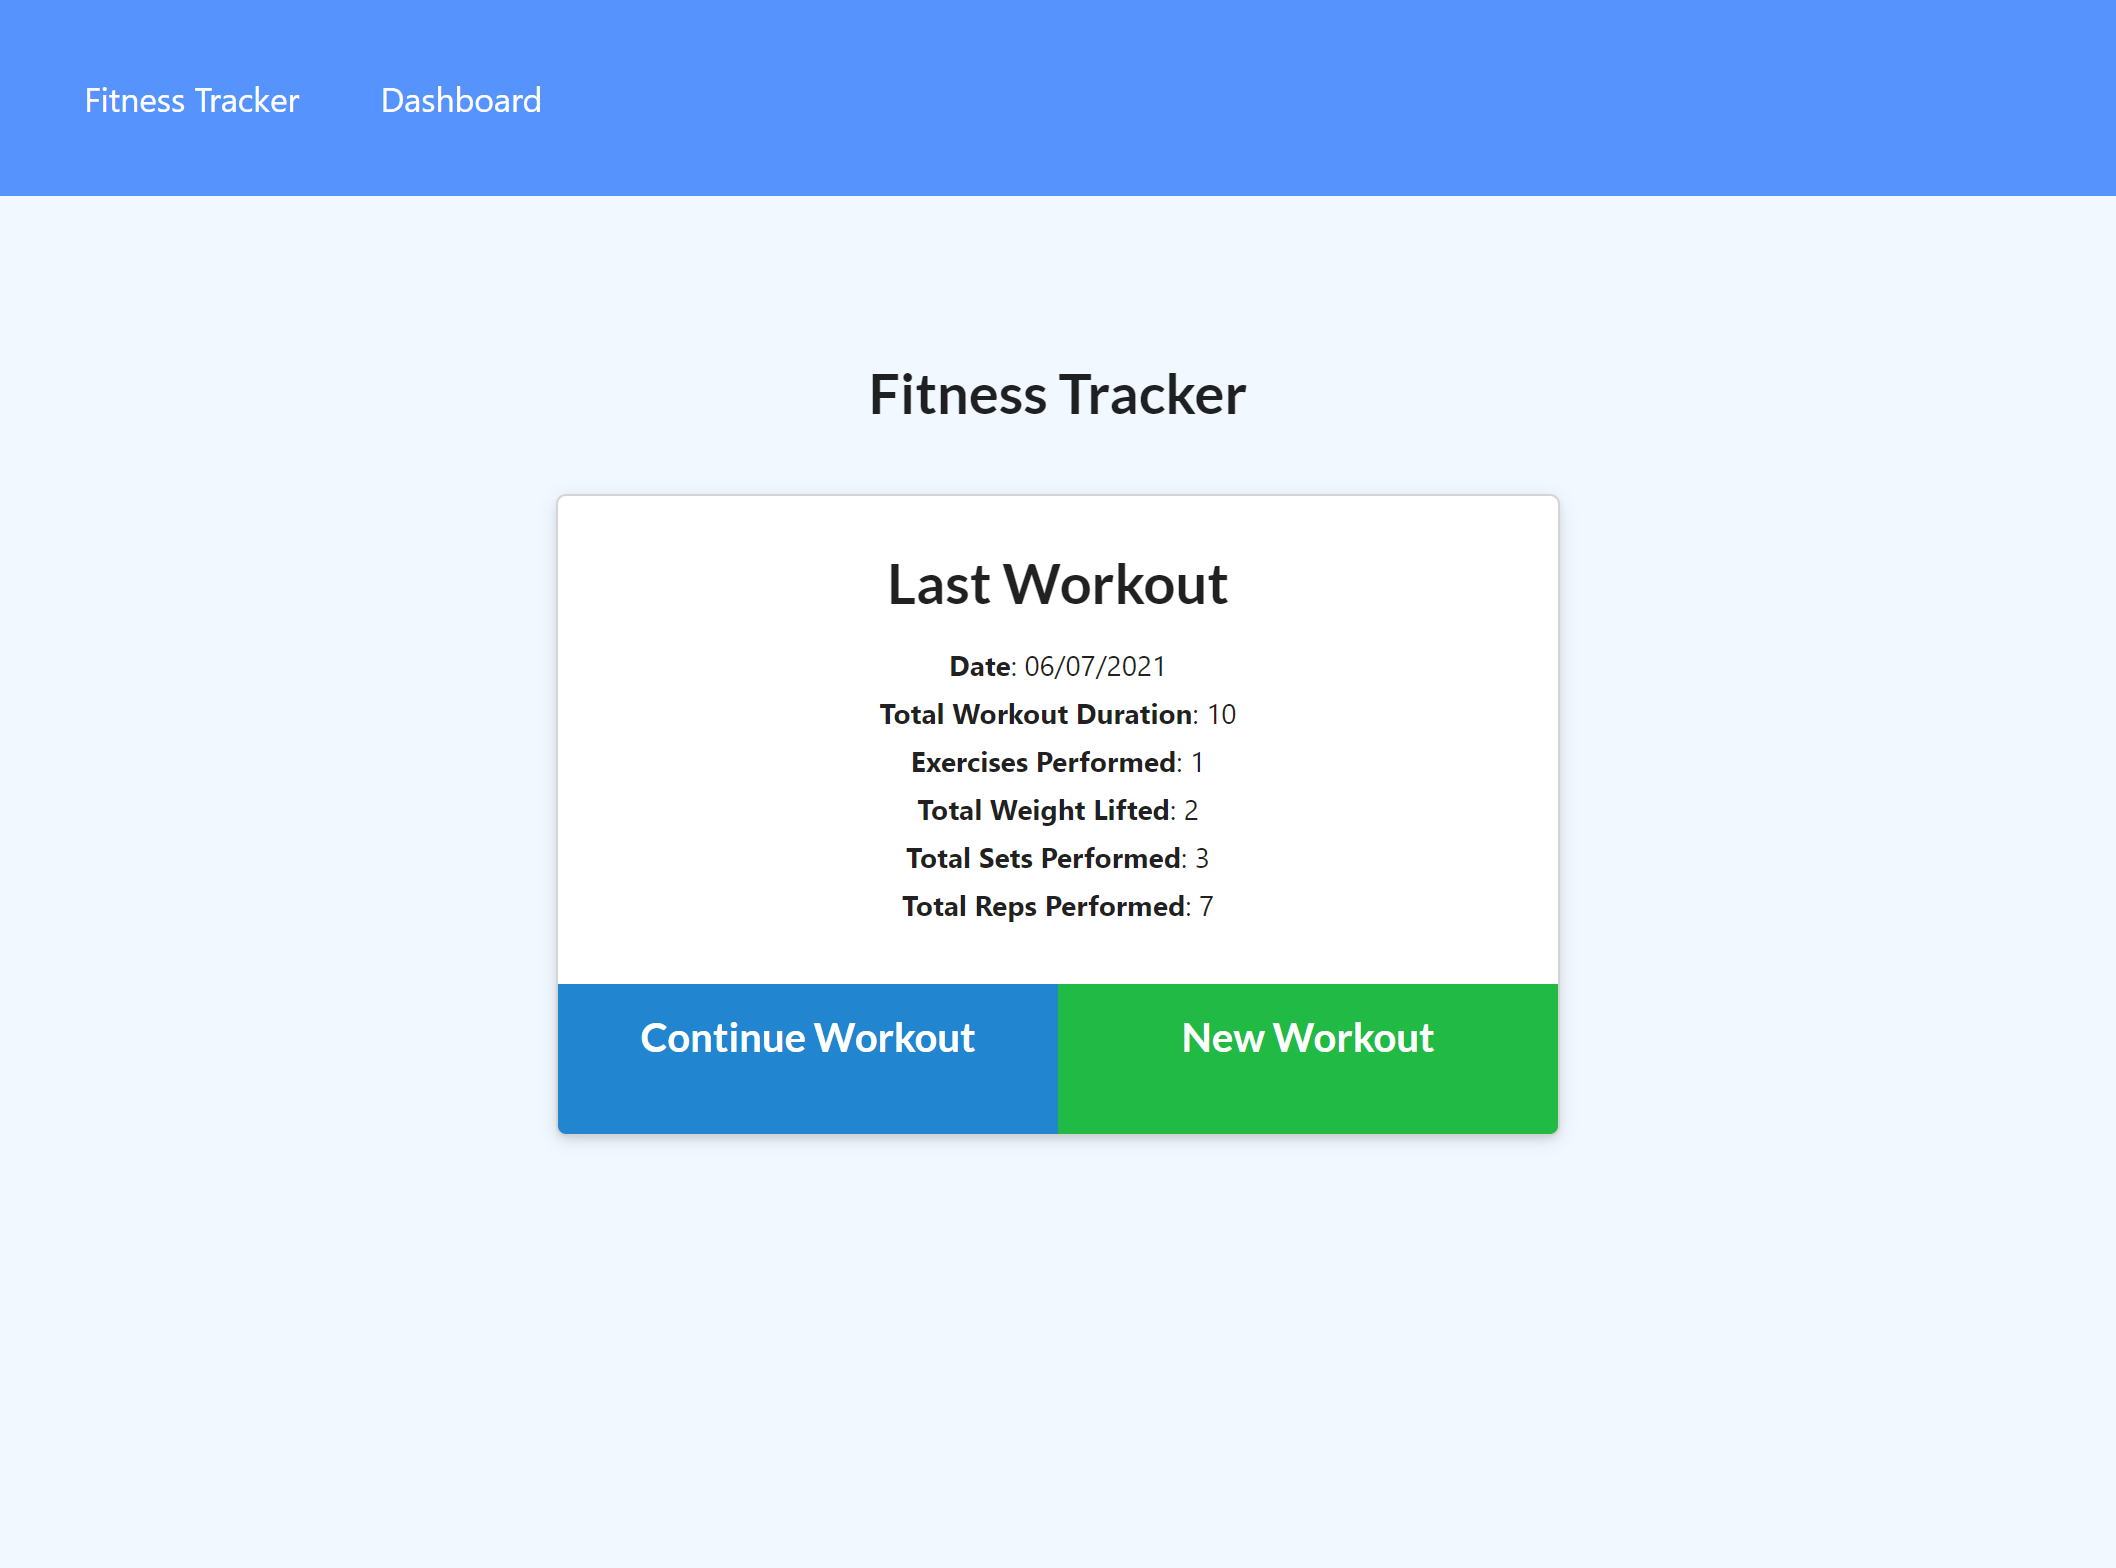 Fitness Tracker Dashboard
Fitness Tracker
Last Workout
Date: 06/07/2021
Total Workout Duration: 10
Exercises Performed: 1
Total Weight Lifted: 2
Total Sets Performed: 3
Total Reps Performed: 7
Continue Workout New Workout